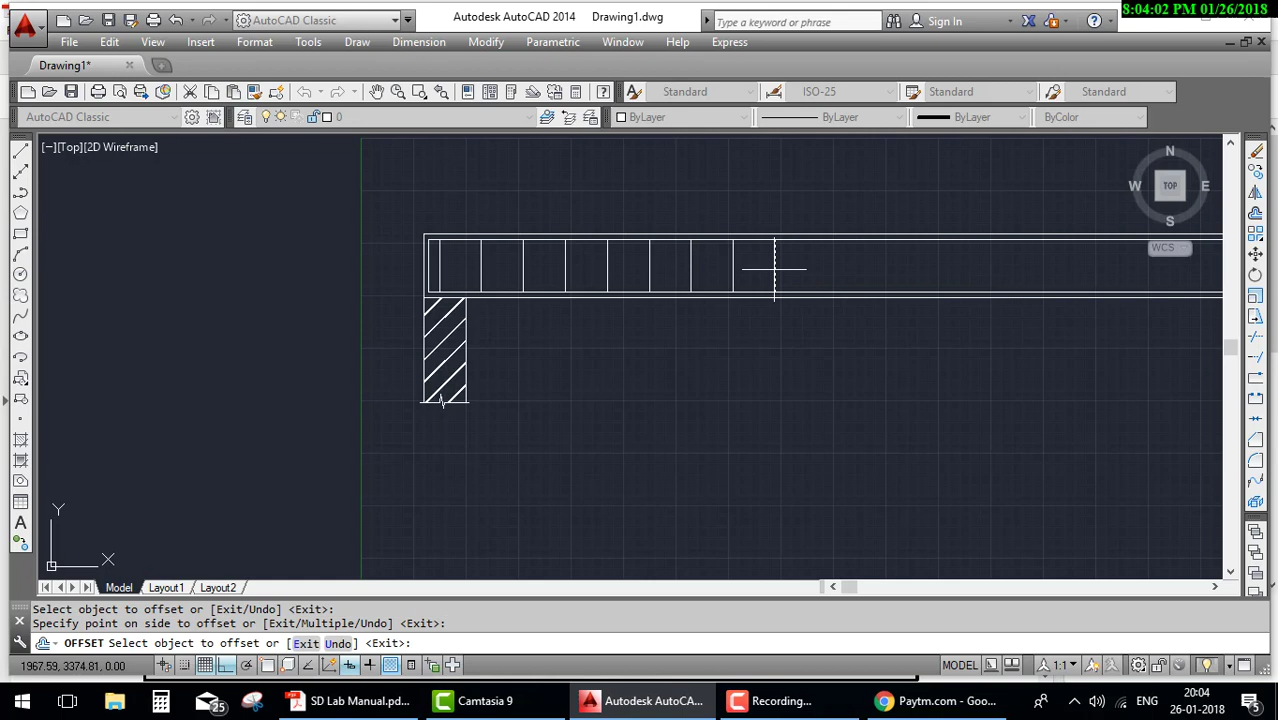 8:04:02 PM 01/26/2018
AutoCAD Classic
Autodesk AutoCAD 2014 Drawing1.dwg
Type a keyword or phrase
Sign In
File Edit View Insert Format Tools Draw Dimension Modify Parametric Window Help Express
Drawing1*
Standard ISO-25 Standard Standard
AutoCAD Classic 0 ByLayer ByLayer ByLayer ByColor
[−][Top][2D Wireframe]
N
W TOP E
S
WCS
Y
X
Model Layout1 Layout2
Select object to offset or [Exit/Undo] <Exit>:
Specify point on side to offset or [Exit/Multiple/Undo] <Exit>:
OFFSET Select object to offset or [Exit Undo] <Exit>:
1967.59, 3374.81, 0.00 MODEL 1:1
25 SD Lab Manual.pd... Camtasia 9 Autodesk AutoCA... Recording... Paytm.com - Goo... ENG 20:04
26-01-2018 5